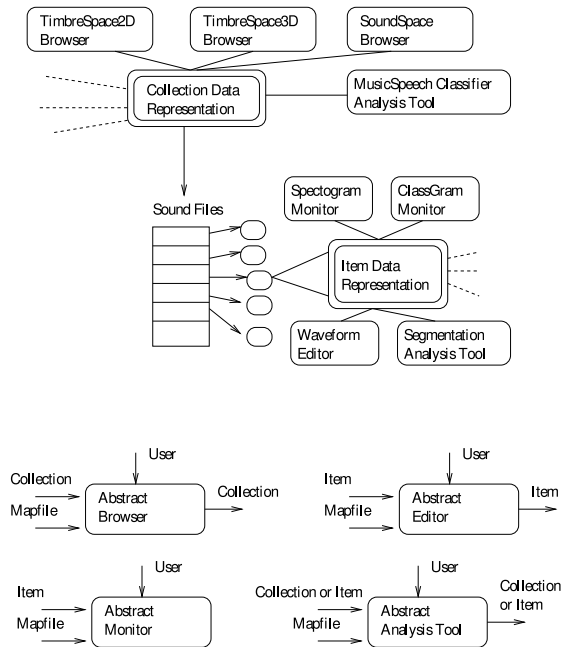 TimbreSpace2D
Browser
TimbreSpace3D
Browser
SoundSpace
Browser
Collection Data
Representation
MusicSpeech Classifier
Analysis Tool
Sound Files
Spectogram
Monitor
ClassGram
Monitor
Item Data
Representation
Waveform
Editor
Segmentation
Analysis Tool
User
Collection
Mapfile
Abstract
Browser
Collection
User
Item
Mapfile
Abstract
Editor
Item
User
Item
Mapfile
Abstract
Monitor
User
Collection or Item
Mapfile
Abstract
Analysis Tool
Collection
or Item